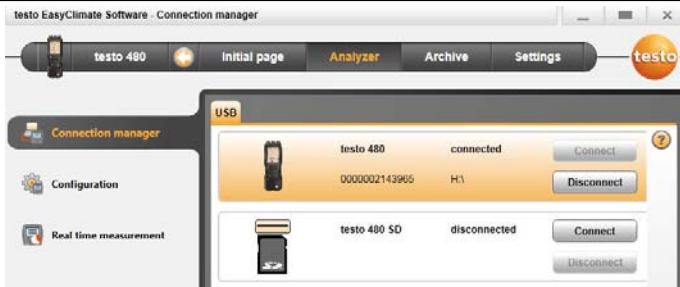 testo EasyClimate Software - Connection manager
testo 480 Initial page Analyzer Archive Settings testo
USB
Connection manager
testo 480 connected Connect
0000002143965 H:\ Disconnect
Configuration
Real time measurement
testo 480 SD disconnected Connect
Disconnect